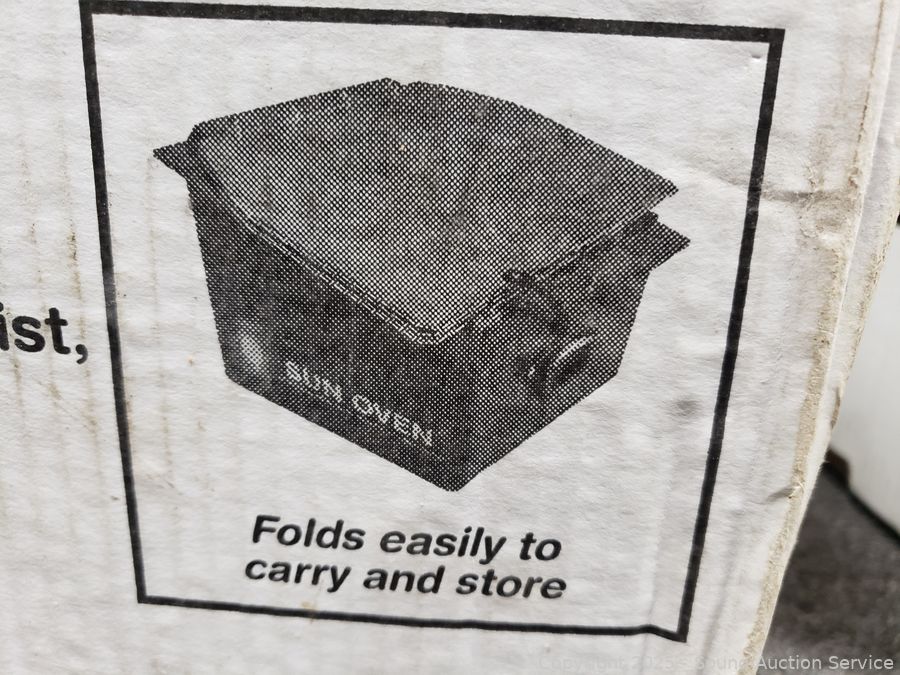 ist,
SUN OVEN
Folds easily to
carry and store
Copyright 2025 - Sound Auction Service